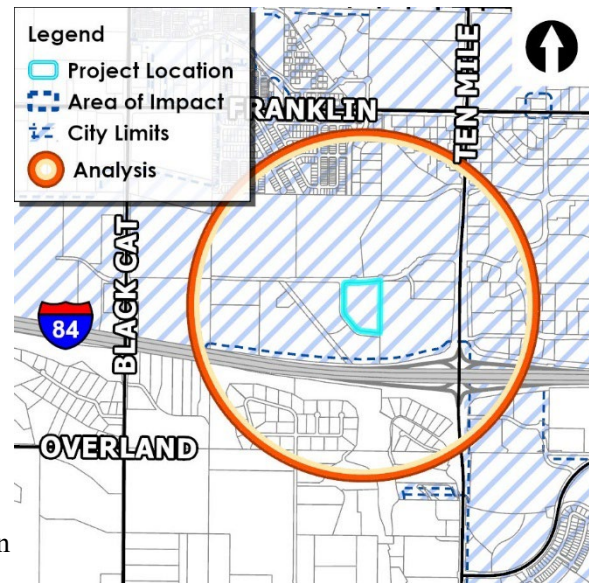 Legend
Project Location
Area of Impact
City Limits
Analysis
FRANKLIN
TEN MILE
BLACK CAT
84
OVERLAND
n